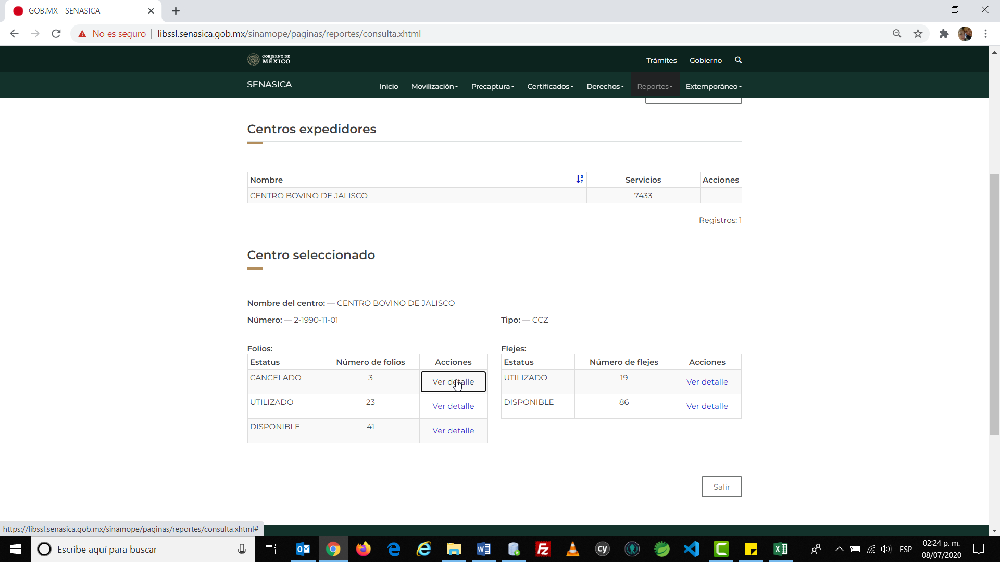 GOB.MX - SENASICA
No es seguro | libssl.senasica.gob.mx/sinamope/paginas/reportes/consulta.xhtml
GOBIERNO DE
MÉXICO
Trámites Gobierno
SENASICA
Inicio Movilización Precaptura Certificados Derechos Reportes Extemporáneo
Centros expedidores
Nombre Servicios Acciones
CENTRO BOVINO DE JALISCO 7433
Registros: 1
Centro seleccionado
Nombre del centro: — CENTRO BOVINO DE JALISCO
Número: — 2-1990-11-01 Tipo: — CCZ
Folios: Flejes:
Estatus Número de folios Acciones Estatus Número de flejes Acciones
CANCELADO 3 Ver detalle UTILIZADO 19 Ver detalle
UTILIZADO 23 Ver detalle DISPONIBLE 86 Ver detalle
DISPONIBLE 41 Ver detalle
Salir
https://libssl.senasica.gob.mx/sinamope/paginas/reportes/consulta.xhtml#
Escribe aquí para buscar
ESP
02:24 p. m.
08/07/2020